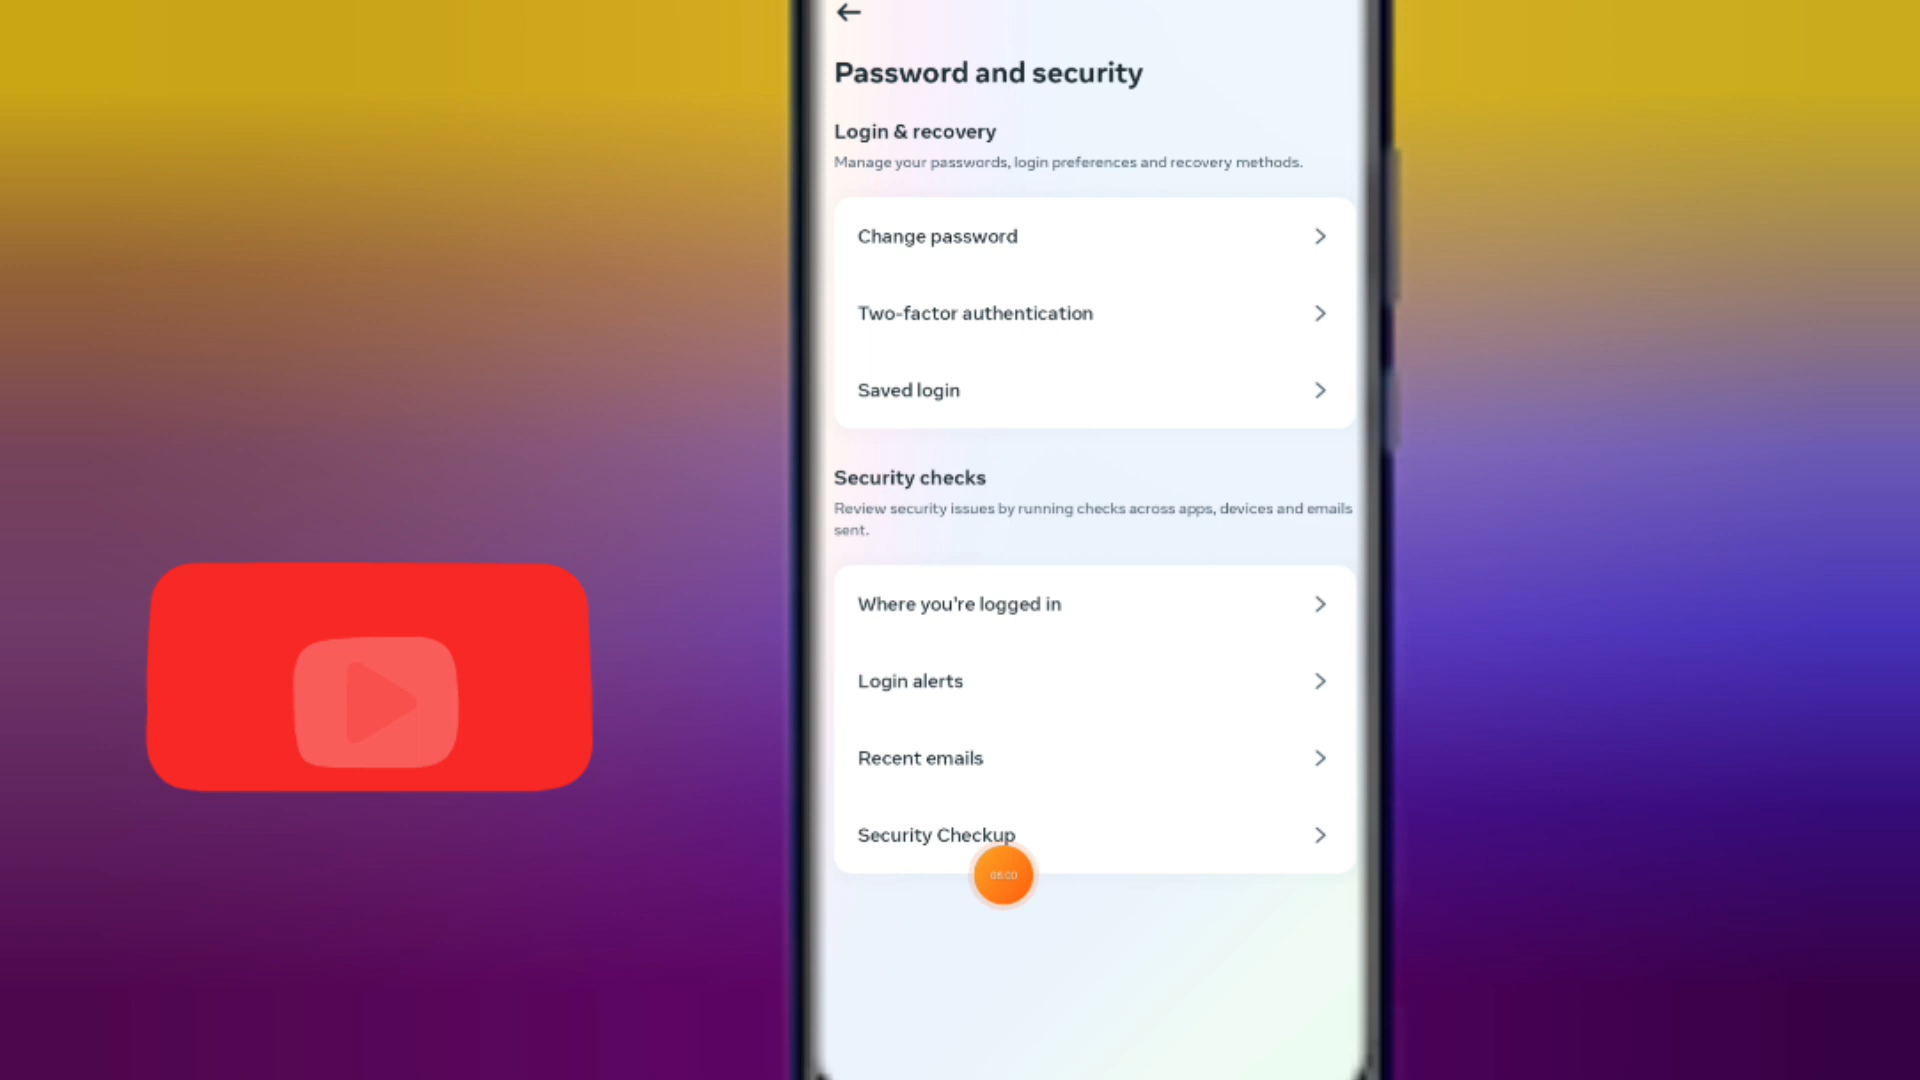 Password and security
Login & recovery
Manage your passwords, login preferences and recovery methods.
Change password
Two-factor authentication
Saved login
Security checks
Review security issues by running checks across apps, devices and emails
sent.
Where you're logged in
Login alerts
Recent emails
Security Checkup